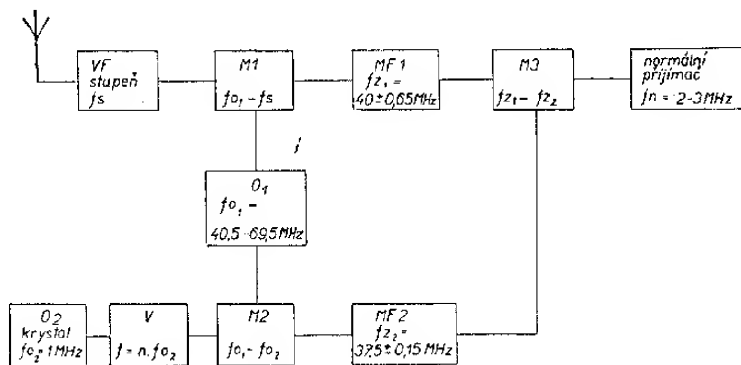 VF
stupeň
fs
M1
fo₁ - fs
MF 1
fz₁ =
40 ± 0,65 MHz
M3
fz₁ - fz₂
normální
přijímač
fn = 2-3 MHz
O₁
fo₁ =
40,5 - 69,5 MHz
O2
krystal
fo₂ = 1 MHz
V
f = n. fo₂
M2
fo₁ - fo₂
MF 2
fz₂ =
37,5 ± 0,15 MHz